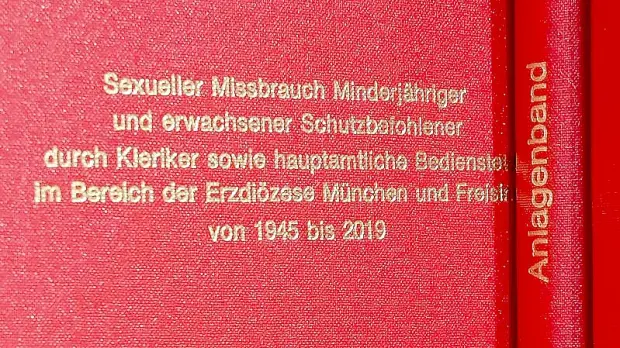 Sexueller Missbrauch Minderjähriger
und erwachsener Schutzbefohlener
durch Kleriker sowie hauptamtliche
im Bereich der Erzdiözese München und
von 1945 bis 2019
Anlagenband